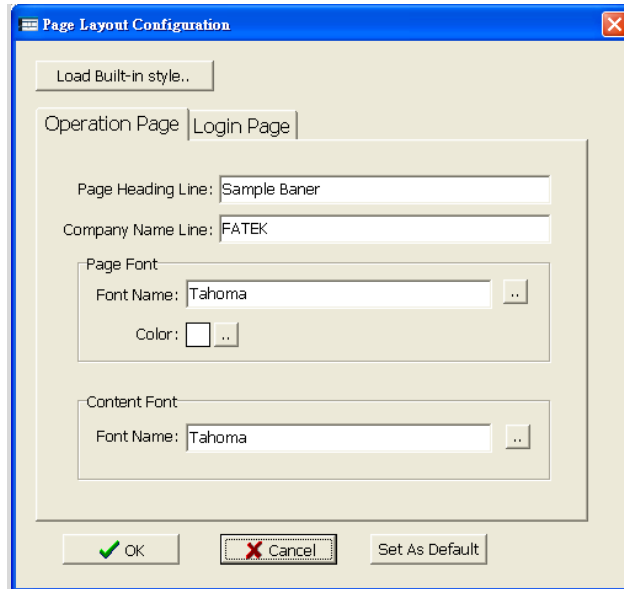 Page Layout Configuration
Load Built-in style..
Operation Page Login Page
Page Heading Line: Sample Baner
Company Name Line: FATEK
Page Font
Font Name: Tahoma ..
Color: ..
Content Font
Font Name: Tahoma ..
OK Cancel Set As Default